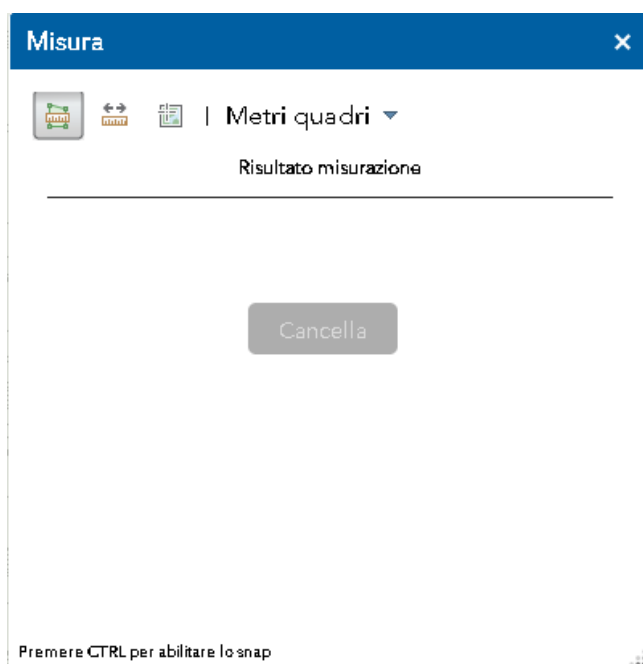 Misura
| Metri quadri
Risultato misurazione
Cancella
Premere CTRL per abilitare lo snap